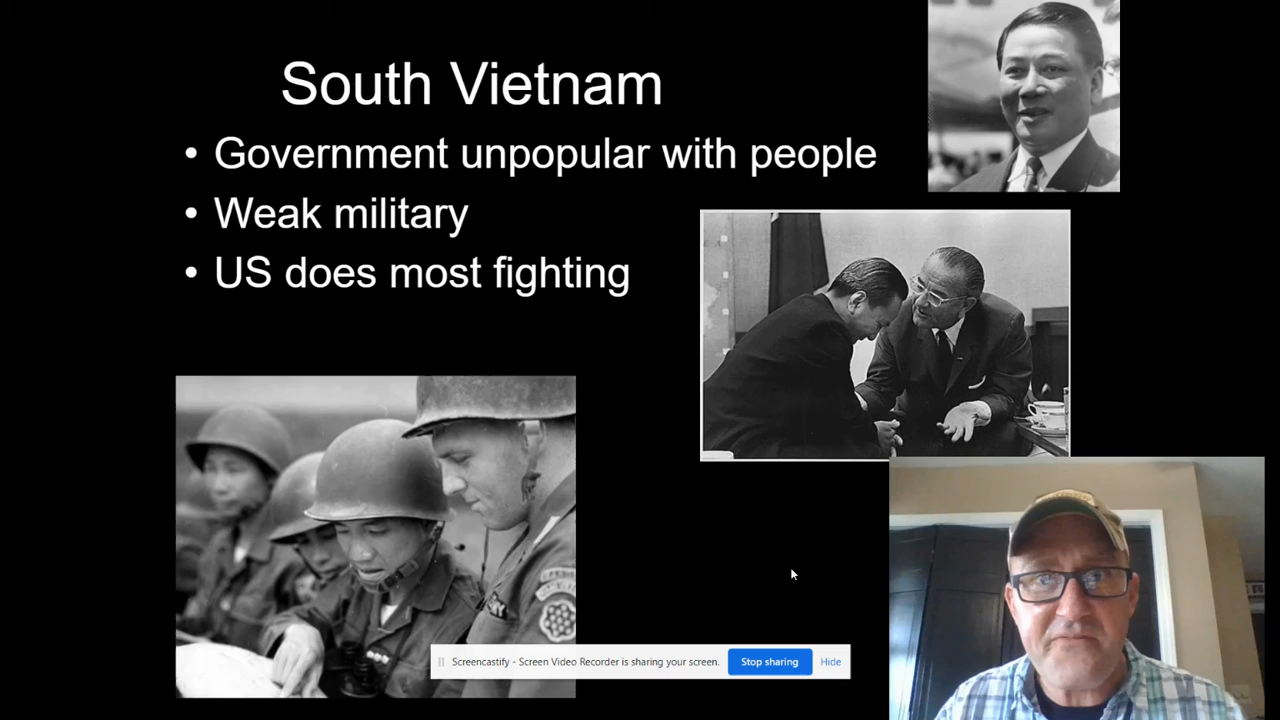 South Vietnam
• Government unpopular with people
• Weak military
• US does most fighting
Screencastify - Screen Video Recorder is sharing your screen. Stop sharing Hide